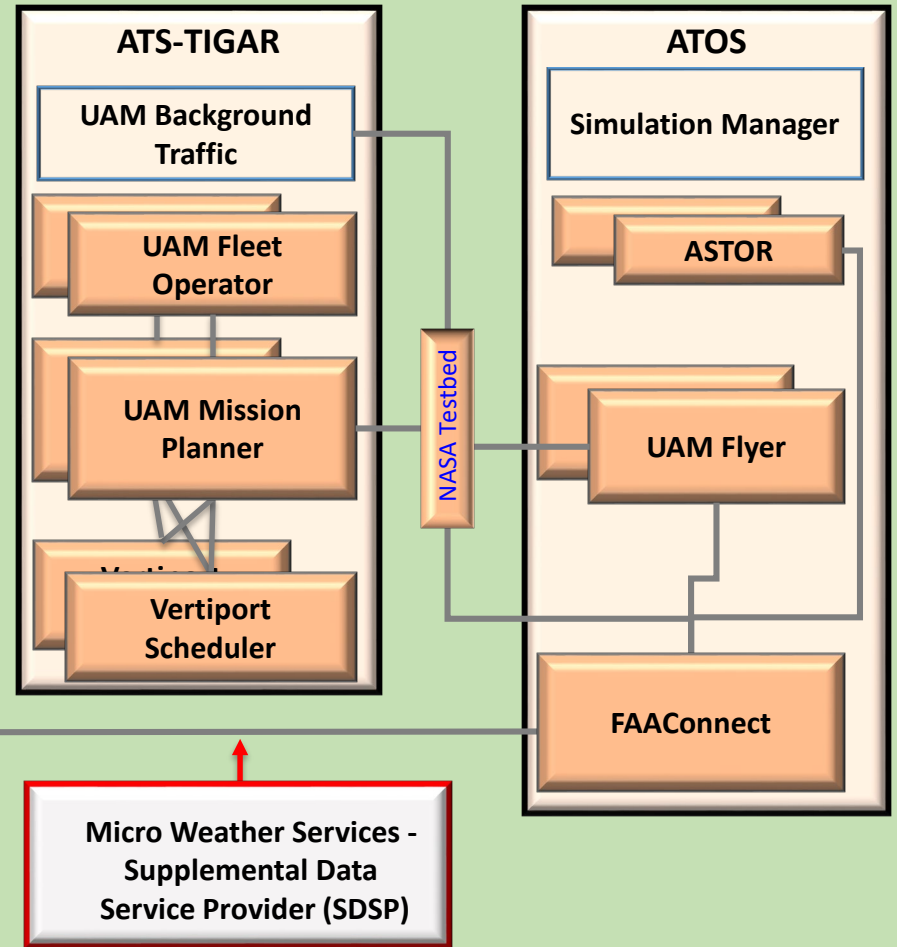 ATS-TIGAR
UAM Background
Traffic
UAM Fleet
Operator
UAM Mission
Planner
Vertiport
Vertiport
Scheduler
NASA Testbed
ATOS
Simulation Manager
ASTOR
UAM Flyer
FAAConnect
Micro Weather Services -
Supplemental Data
Service Provider (SDSP)